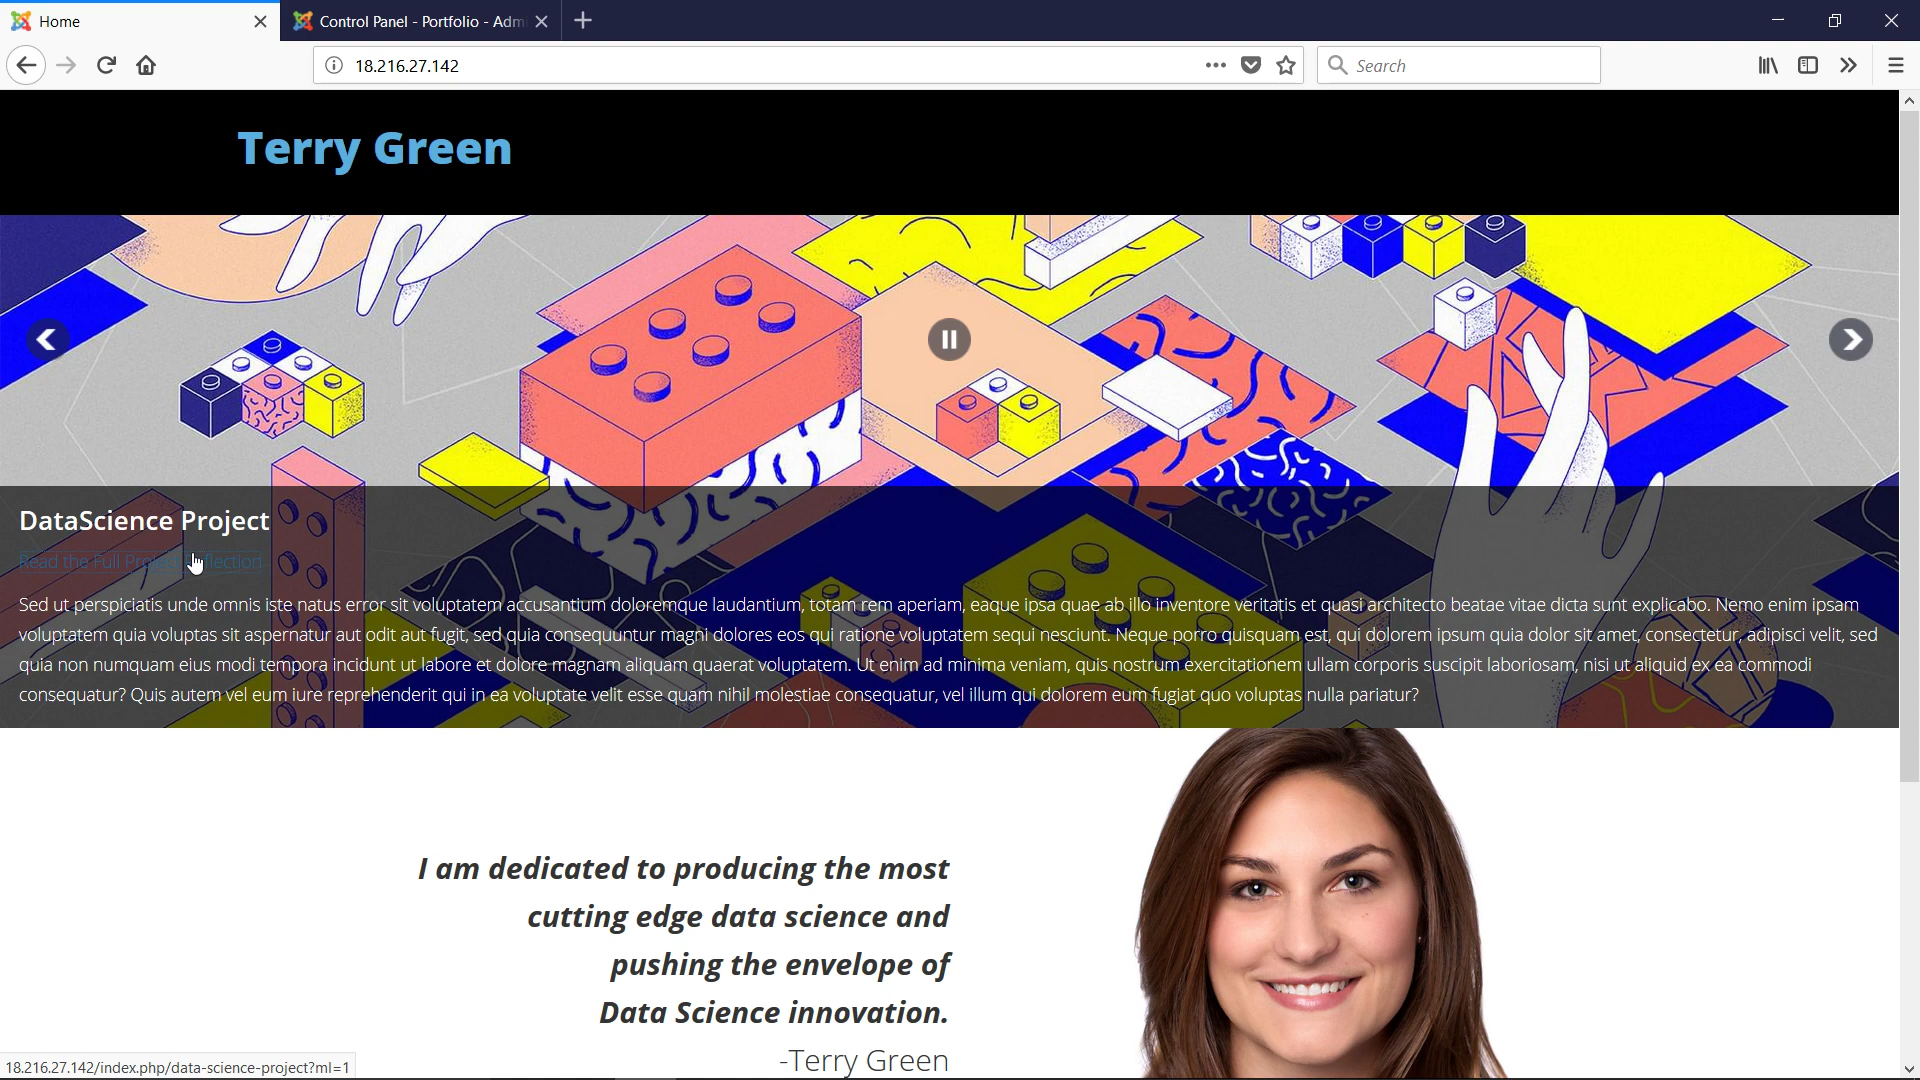 Home
Control Panel - Portfolio - Adm
18.216.27.142
Search
Terry Green
DataScience Project
Read the Full Project Reflection
Sed ut perspiciatis unde omnis iste natus error sit voluptatem accusantium doloremque laudantium, totam rem aperiam, eaque ipsa quae ab illo inventore veritatis et quasi architecto beatae vitae dicta sunt explicabo. Nemo enim ipsam
voluptatem quia voluptas sit aspernatur aut odit aut fugit, sed quia consequuntur magni dolores eos qui ratione voluptatem sequi nesciunt. Neque porro quisquam est, qui dolorem ipsum quia dolor sit amet, consectetur, adipisci velit, sed
quia non numquam eius modi tempora incidunt ut labore et dolore magnam aliquam quaerat voluptatem. Ut enim ad minima veniam, quis nostrum exercitationem ullam corporis suscipit laboriosam, nisi ut aliquid ex ea commodi
consequatur? Quis autem vel eum iure reprehenderit qui in ea voluptate velit esse quam nihil molestiae consequatur, vel illum qui dolorem eum fugiat quo voluptas nulla pariatur?
I am dedicated to producing the most
cutting edge data science and
pushing the envelope of
Data Science innovation.
-Terry Green
18.216.27.142/index.php/data-science-project?ml=1